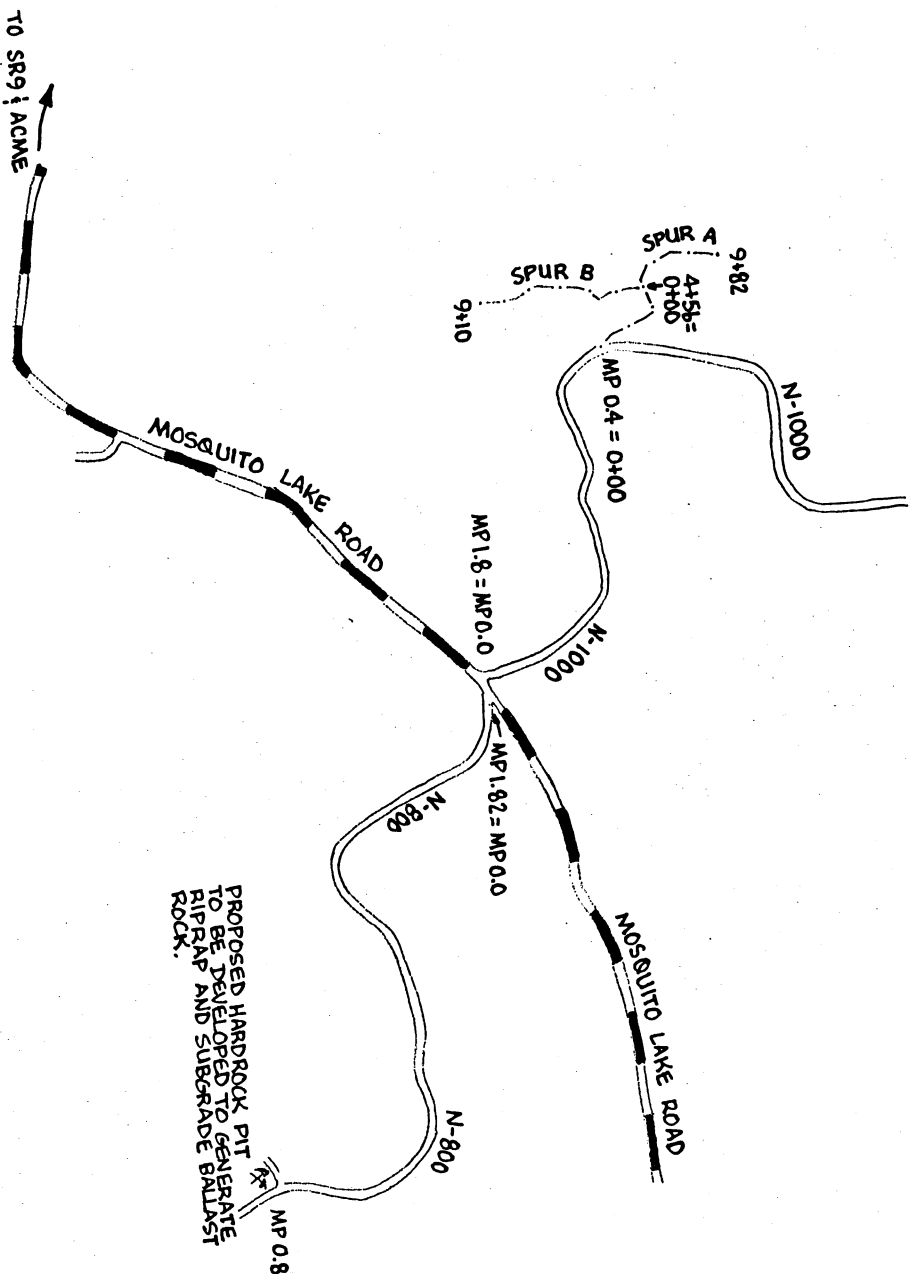 TO SR9 & ACME
MOSQUITO LAKE ROAD
SPUR A
9+82
4+56=
0+00
SPUR B
9+10
MP 0.4 = 0+00
N-1000
N-1000
MP1.8 = MP0.0
MP1.82 = MP0.0
N-800
MOSQUITO LAKE ROAD
N-800
MP 0.8
PROPOSED HARDROCK PIT
TO BE DEVELOPED TO GENERATE
RIPRAP AND SUBGRADE BALLAST
ROCK.